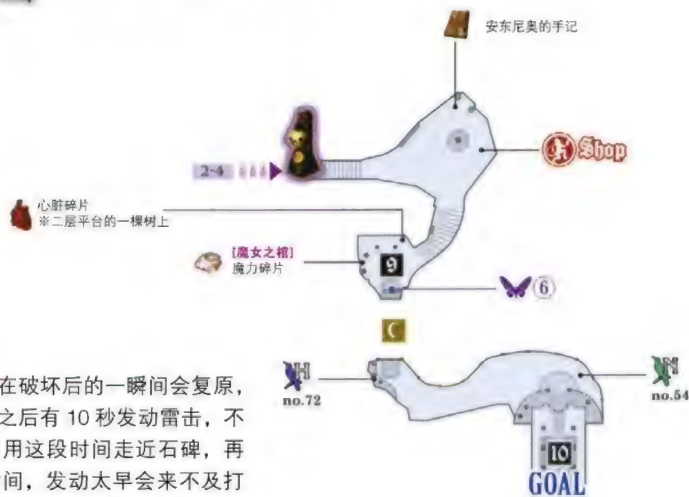 安东尼奥的手记
Shop
2-4
心脏碎片
※二层平台的一棵树上
【魔女之棺】
魔力碎片
9
6
在破坏后的一瞬间会复原，
之后有 10 秒发动雷击，不
用这段时间走近石碑，再
间，发动太早会来不及打
H
no.72
N
no.54
10
GOAL